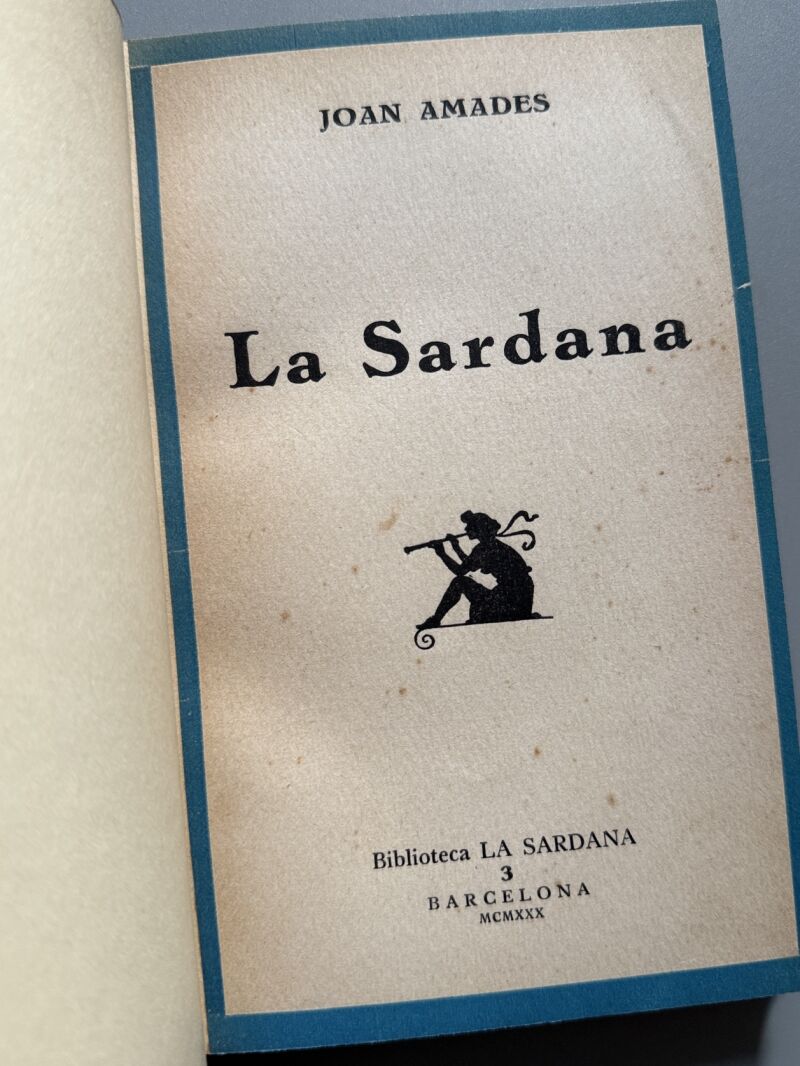 JOAN AMADES
La Sardana
Biblioteca LA SARDANA
3
BARCELONA
MCMXXX